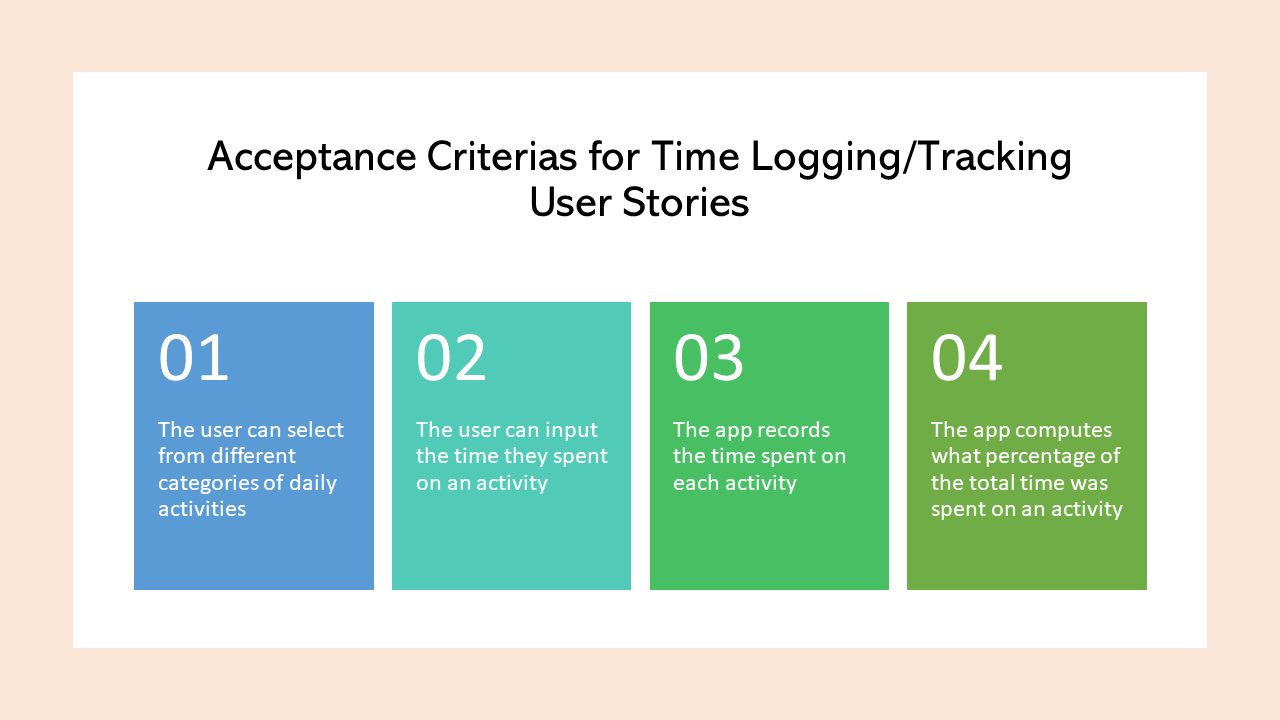 Acceptance Criterias for Time Logging/Tracking
User Stories
01
The user can select
from different
categories of daily
activities
02
The user can input
the time they spent
on an activity
03
The app records
the time spent on
each activity
04
The app computes
what percentage of
the total time was
spent on an activity